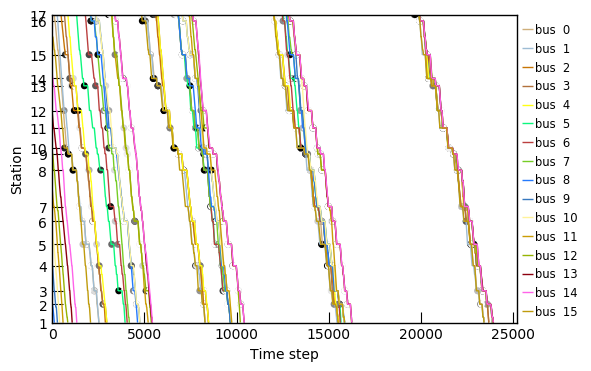 17
16
15
14
13
12
11
10
9
8
7
6
5
4
3
2
1
Station
0
5000
10000
15000
20000
25000
Time step
bus 0
bus 1
bus 2
bus 3
bus 4
bus 5
bus 6
bus 7
bus 8
bus 9
bus 10
bus 11
bus 12
bus 13
bus 14
bus 15